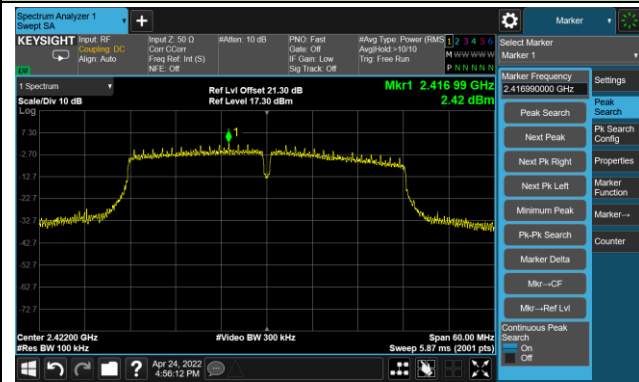 Spectrum Analyzer 1
Swept SA
KEYSIGHT
Input: RF
Coupling: DC
Align: Auto
Input Z: 50 Ω
Corr CCorr
Freq Ref: Int (S)
NFE: Off
#Atten: 10 dB
PNO: Fast
Gate: Off
IF Gain: Low
Sig Track: Off
#Avg Type: Power (RMS
Avg|Hold:>10/10
Trig: Free Run
1 2 3 4 5 6
M W W W W W
P N N N N N
LXI
1 Spectrum
Scale/Div 10 dB
Log
Ref Lvl Offset 21.30 dB
Ref Level 17.30 dBm
Mkr1 2.416 99 GHz
2.42 dBm
1
7.30
-2.70
-12.7
-22.7
-32.7
-42.7
-52.7
-62.7
-72.7
Center 2.42200 GHz
#Res BW 100 kHz
#Video BW 300 kHz
Span 60.00 MHz
Sweep 5.87 ms (2001 pts)
Apr 24, 2022
4:56:12 PM
Marker
Select Marker
Marker 1
Marker Frequency
2.416990000 GHz
Peak Search
Next Peak
Next Pk Right
Next Pk Left
Minimum Peak
Pk-Pk Search
Marker Delta
Mkr→CF
Mkr→Ref Lvl
Continuous Peak
Search
On
Off
Settings
Peak
Search
Pk Search
Config
Properties
Marker
Function
Marker→
Counter